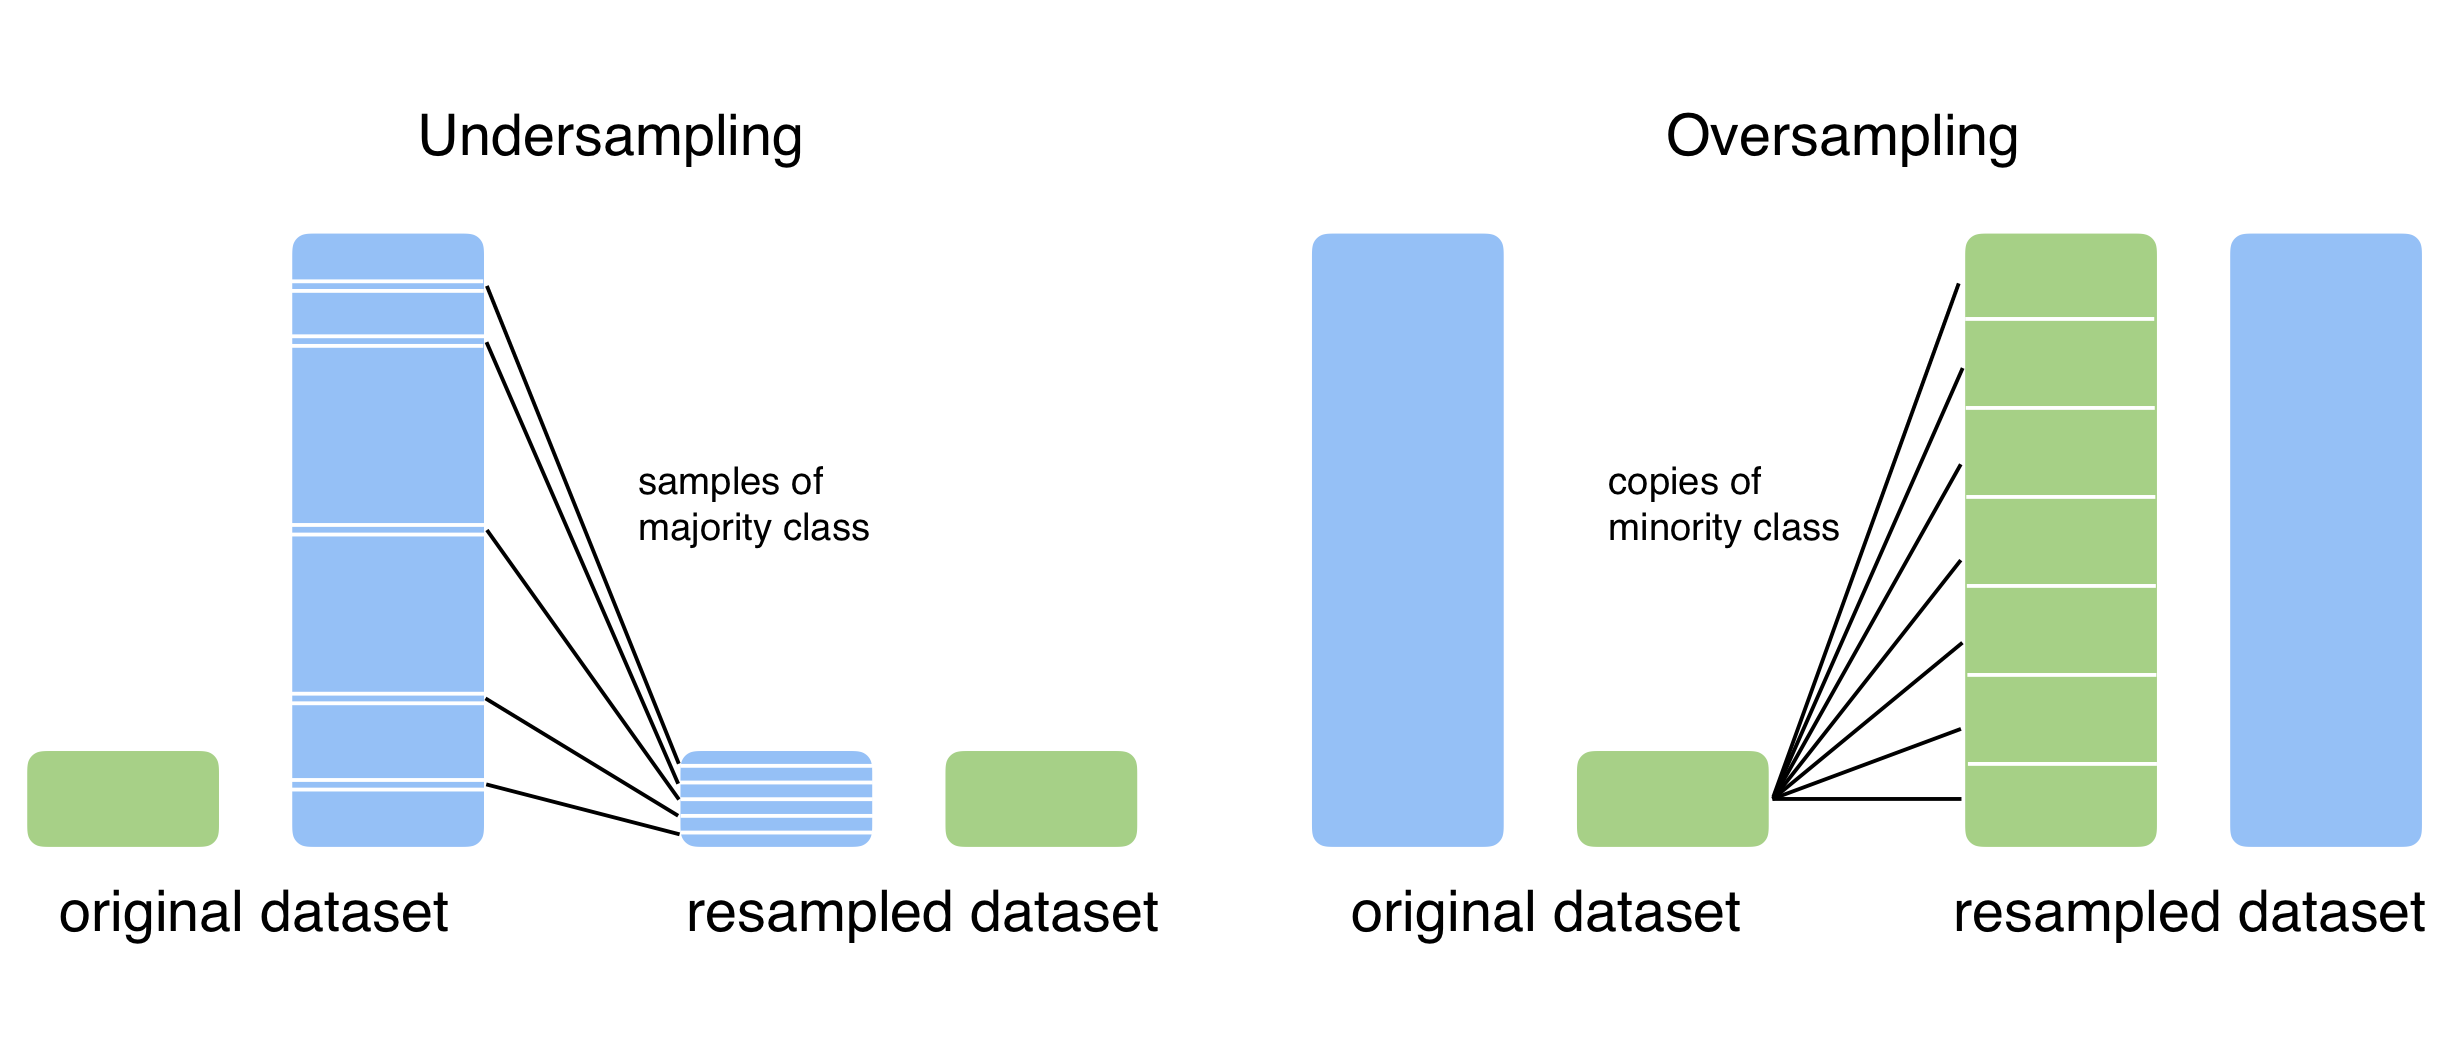 Undersampling
samples of
majority class
original dataset
resampled dataset
Oversampling
copies of
minority class
original dataset
resampled dataset